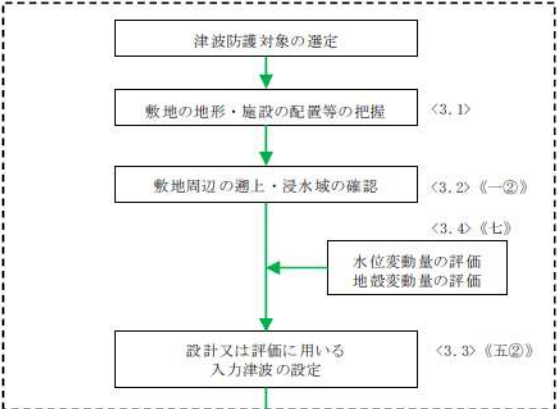 津波防護対象の選定
敷地の地形・施設の配置等の把握 <3.1>
敷地周辺の遡上・浸水域の確認 <3.2>《一②》
<3.4>《七》
水位変動量の評価
地殻変動量の評価
設計又は評価に用いる
入力津波の設定
<3.3>《五②》